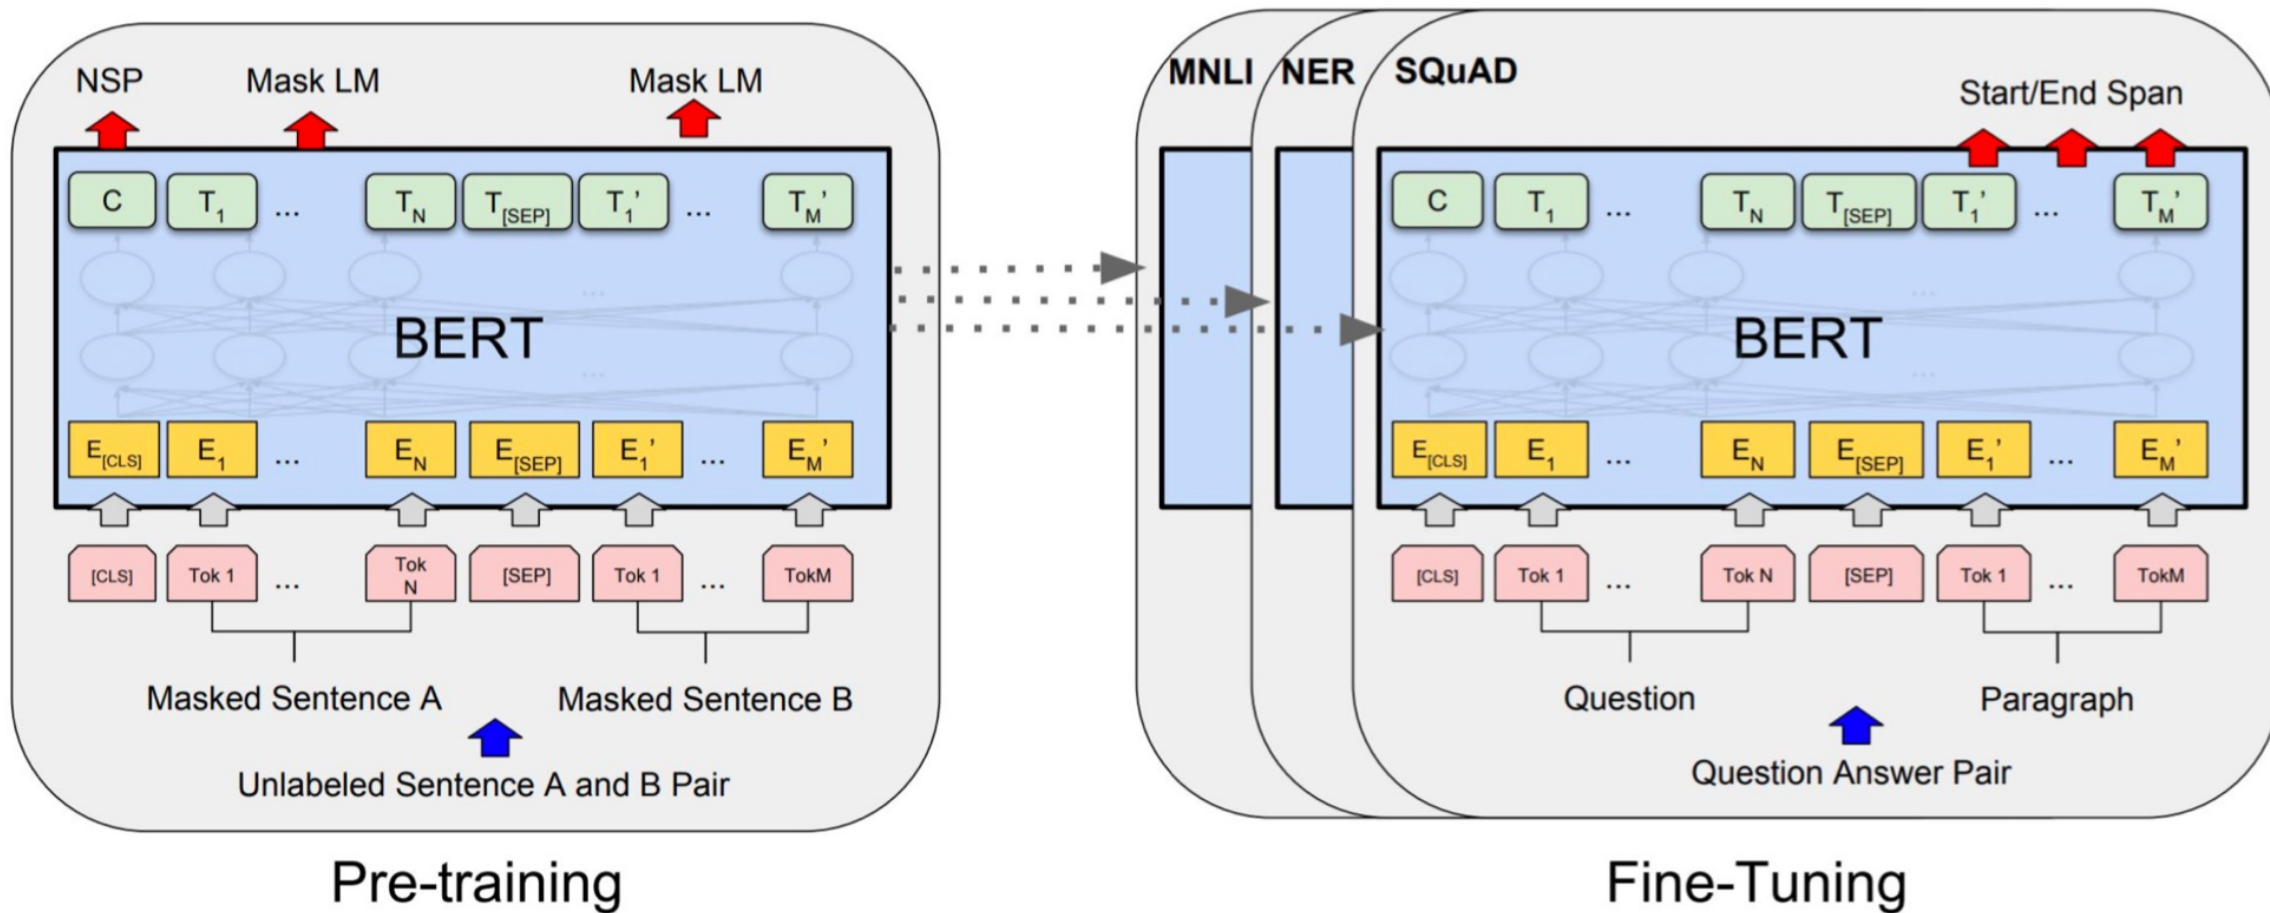 NSP Mask LM Mask LM
C T1 ... TN T[SEP] T1' ... TM'
...
BERT
...
E[CLS] E1 ... EN E[SEP] E1' ... EM'
[CLS] Tok 1 ... Tok N [SEP] Tok 1 ... TokM
Masked Sentence A Masked Sentence B
Unlabeled Sentence A and B Pair
Pre-training
MNLI NER SQuAD
Start/End Span
C T1 ... TN T[SEP] T1' ... TM'
...
BERT
...
E[CLS] E1 ... EN E[SEP] E1' ... EM'
[CLS] Tok 1 ... Tok N [SEP] Tok 1 ... TokM
Question Paragraph
Question Answer Pair
Fine-Tuning